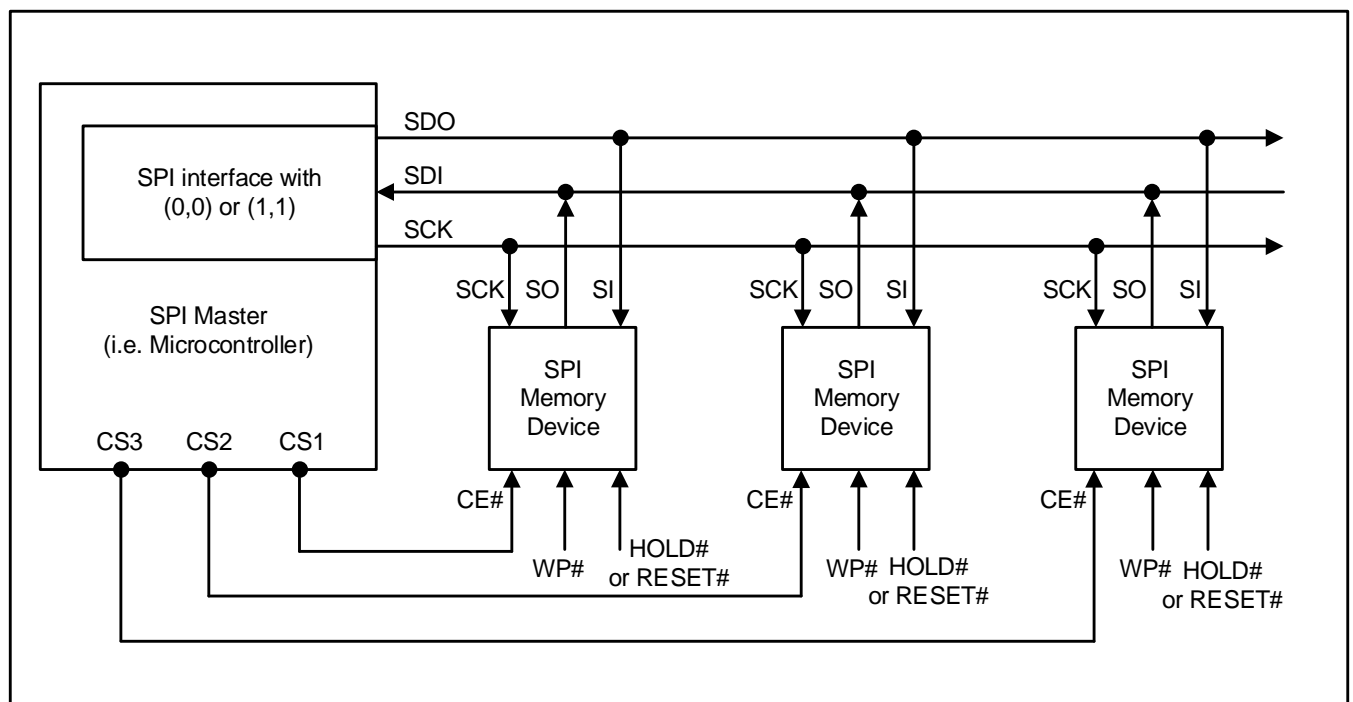 SDO
SPI interface with
(0,0) or (1,1)
SDI
SCK
SCK SO SI
SCK SO SI
SCK SO SI
SPI Master
(i.e. Microcontroller)
SPI
Memory
Device
SPI
Memory
Device
SPI
Memory
Device
CS3 CS2 CS1
CE#
WP#
HOLD#
or RESET#
CE#
WP#
HOLD#
or RESET#
CE#
WP#
HOLD#
or RESET#